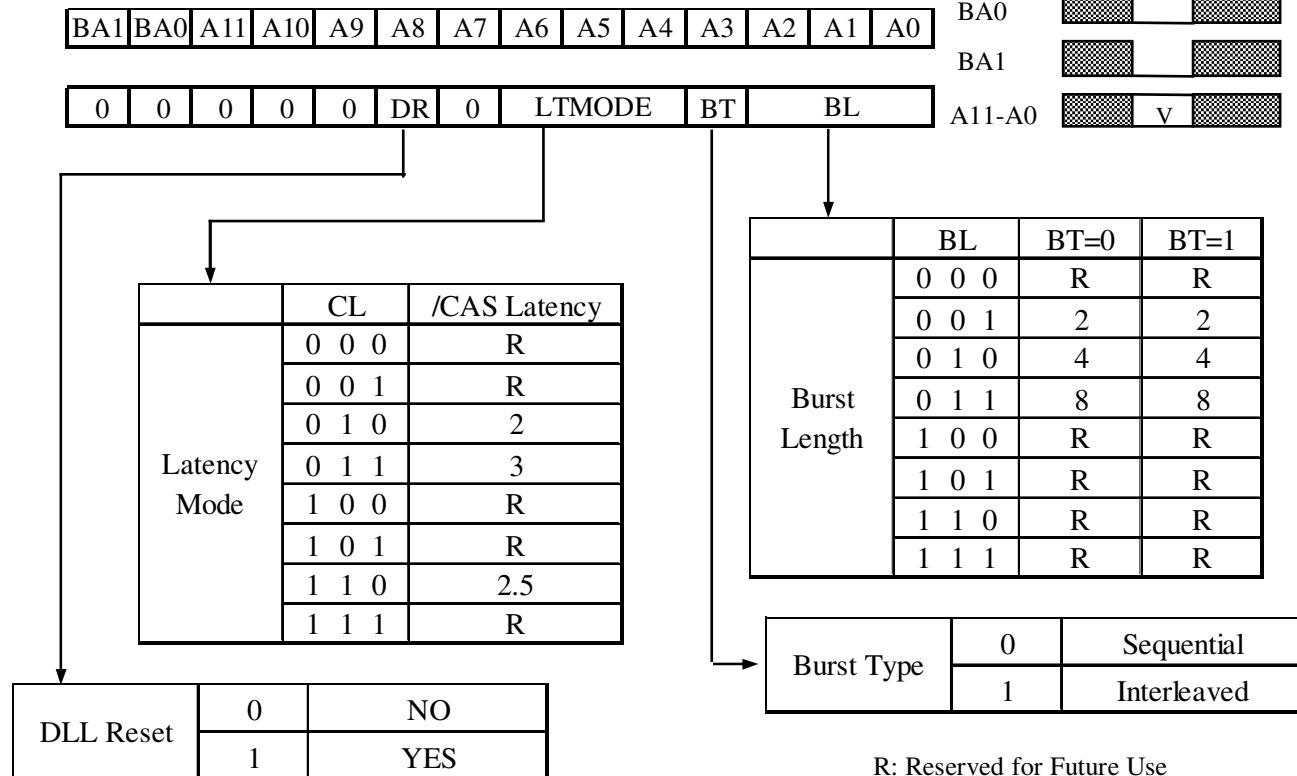 BA1 BA0 A11 A10 A9 A8 A7 A6 A5 A4 A3 A2 A1 A0
BA0
BA1
0 0 0 0 0 DR 0 LTMODE BT BL
A11-A0 V
BL BT=0 BT=1
0 0 0 R R
0 0 1 2 2
0 1 0 4 4
0 1 1 8 8
Burst Length
1 0 0 R R
1 0 1 R R
1 1 0 R R
1 1 1 R R
CL /CAS Latency
0 0 0 R
0 0 1 R
0 1 0 2
Latency Mode
0 1 1 3
1 0 0 R
1 0 1 R
1 1 0 2.5
1 1 1 R
Burst Type
0 Sequential
1 Interleaved
DLL Reset
0 NO
1 YES
R: Reserved for Future Use